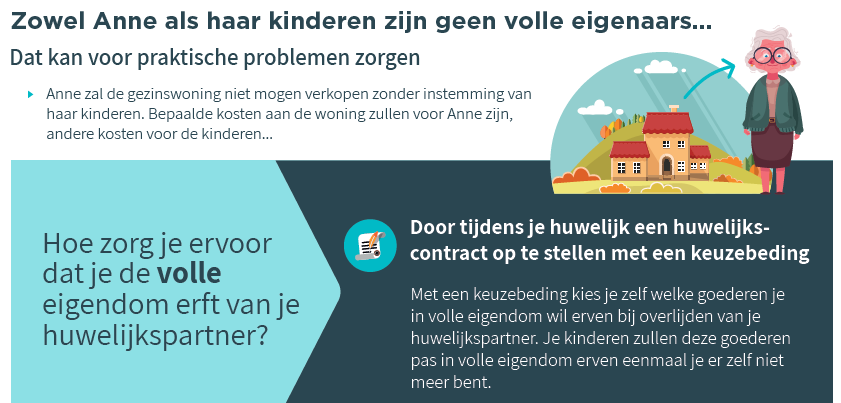 Zowel Anne als haar kinderen zijn geen volle eigenaars...
Dat kan voor praktische problemen zorgen
Anne zal de gezinswoning niet mogen verkopen zonder instemming van
haar kinderen. Bepaalde kosten aan de woning zullen voor Anne zijn,
andere kosten voor de kinderen...
Hoe zorg je ervoor
dat je de volle
eigendom erft van je
huwelijkspartner?
Door tijdens je huwelijk een huwelijks-
contract op te stellen met een keuzebeding
Met een keuzebeding kies je zelf welke goederen je
in volle eigendom wil erven bij overlijden van je
huwelijkspartner. Je kinderen zullen deze goederen
pas in volle eigendom erven eenmaal je er zelf niet
meer bent.